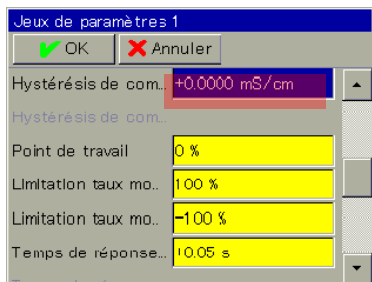 Jeux de paramètres 1
OK Annuler
Hystérésis de com.. +0.0000 mS/cm
Hystérésis de com..
Point de travail 0 %
Limitation taux mo.. 100 %
Limitation taux mo.. -100 %
Temps de réponse.. 0.05 s